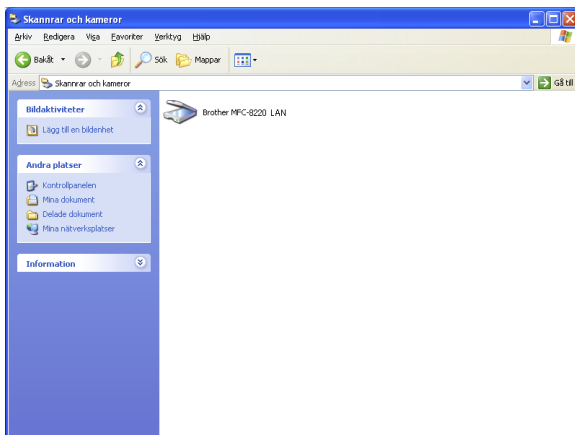 Skannrar och kameror
Arkiv Redigera Visa Favoriter Verktyg Hjälp
Bakåt Sök Mappar
Adress Skannrar och kameror Gå till
Bildaktiviteter
Lägg till en bildenhet
Andra platser
Kontrollpanelen
Mina dokument
Delade dokument
Mina nätverksplatser
Information
Brother MFC-8220 LAN